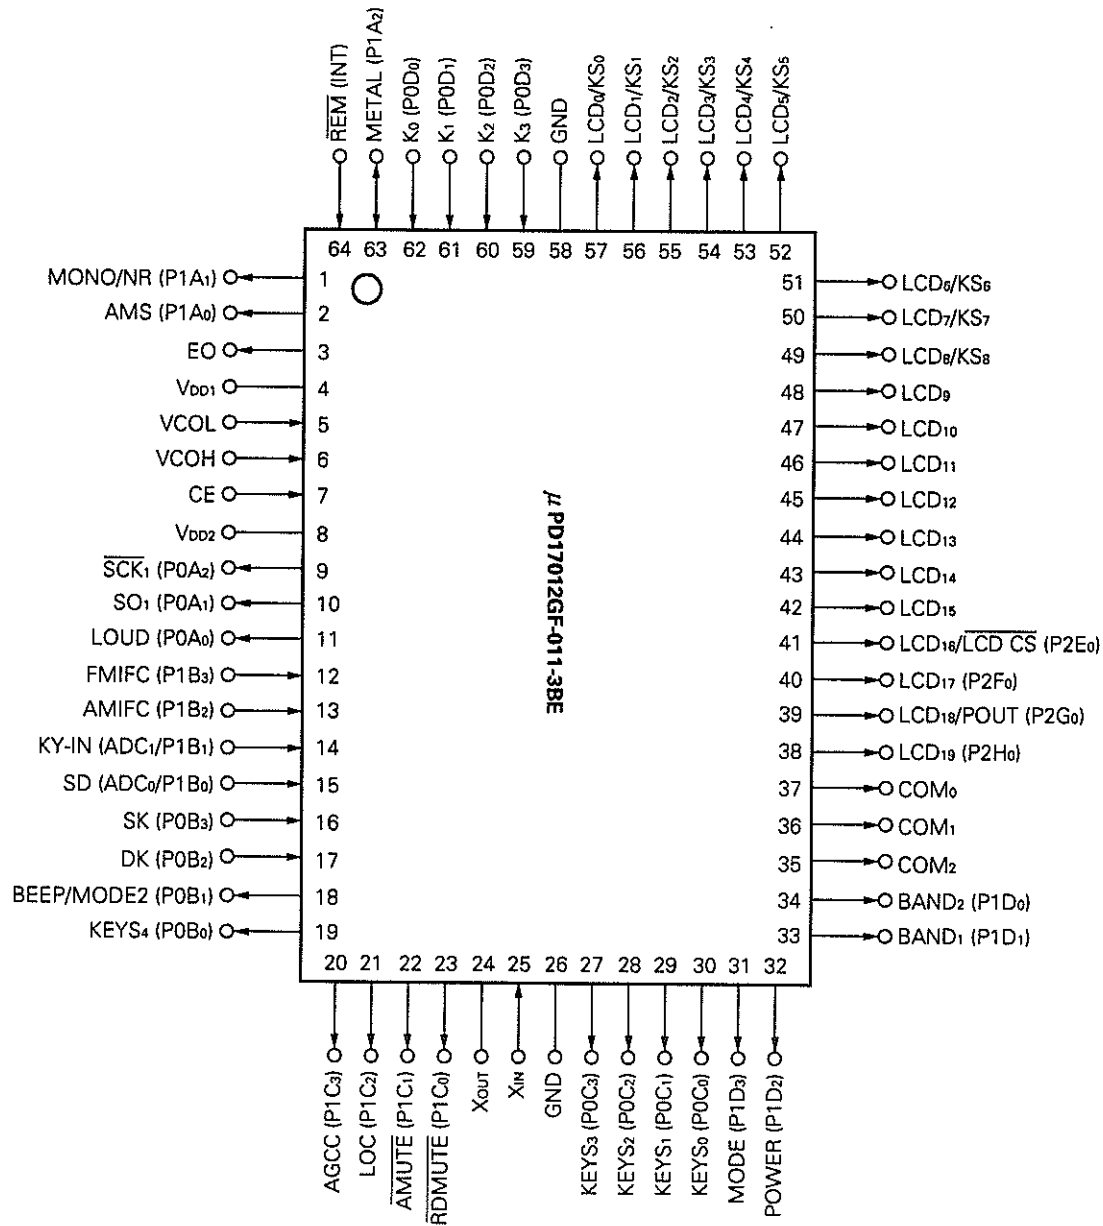 R̅E̅M̅ (INT)
METAL (P1A₂)
K₀ (P0D₀)
K₁ (P0D₁)
K₂ (P0D₂)
K₃ (P0D₃)
GND
LCD₀/KS₀
LCD₁/KS₁
LCD₂/KS₂
LCD₃/KS₃
LCD₄/KS₄
LCD₅/KS₅
64 63 62 61 60 59 58 57 56 55 54 53 52
MONO/NR (P1A₁) 1
AMS (P1A₀) 2
EO 3
VDD1 4
VCOL 5
VCOH 6
CE 7
VDD2 8
S̅C̅K̅₁ (P0A₂) 9
SO₁ (P0A₁) 10
LOUD (P0A₀) 11
FMIFC (P1B₃) 12
AMIFC (P1B₂) 13
KY-IN (ADC₁/P1B₁) 14
SD (ADC₀/P1B₀) 15
SK (P0B₃) 16
DK (P0B₂) 17
BEEP/MODE2 (P0B₁) 18
KEYS₄ (P0B₀) 19
μPD17012GF-011-3BE
51 LCD₆/KS₆
50 LCD₇/KS₇
49 LCD₈/KS₈
48 LCD₉
47 LCD₁₀
46 LCD₁₁
45 LCD₁₂
44 LCD₁₃
43 LCD₁₄
42 LCD₁₅
41 LCD₁₆/L̅C̅D̅ C̅S̅ (P2E₀)
40 LCD₁₇ (P2F₀)
39 LCD₁₈/POUT (P2G₀)
38 LCD₁₉ (P2H₀)
37 COM₀
36 COM₁
35 COM₂
34 BAND₂ (P1D₀)
33 BAND₁ (P1D₁)
20 21 22 23 24 25 26 27 28 29 30 31 32
AGCC (P1C₃)
LOC (P1C₂)
A̅M̅U̅T̅E̅ (P1C₁)
R̅D̅M̅U̅T̅E̅ (P1C₀)
XOUT
XIN
GND
KEYS₃ (P0C₃)
KEYS₂ (P0C₂)
KEYS₁ (P0C₁)
KEYS₀ (P0C₀)
MODE (P1D₃)
POWER (P1D₂)